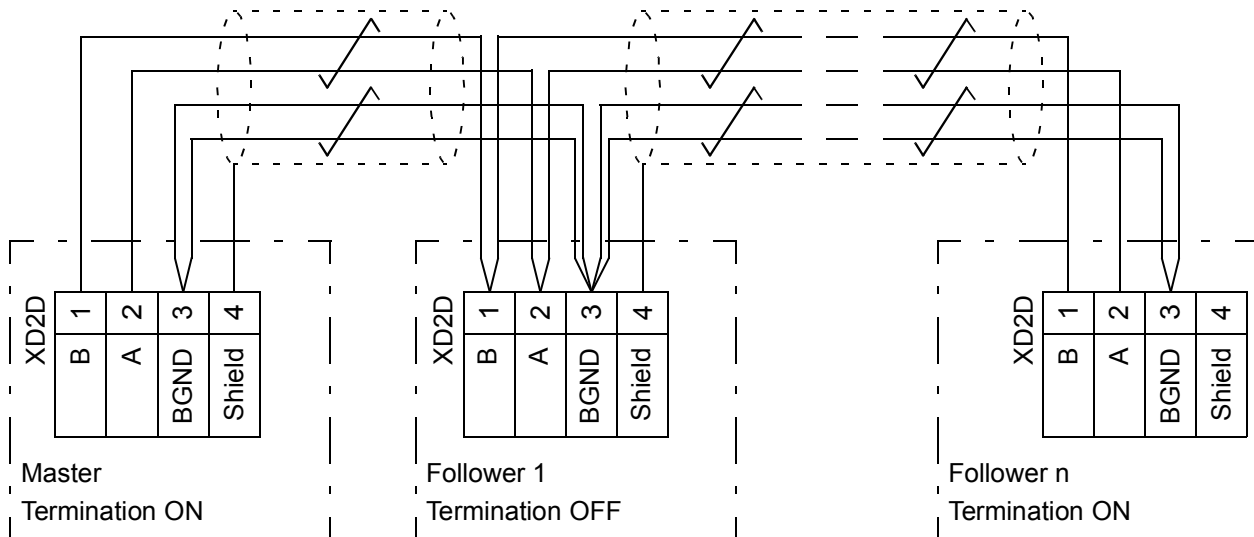 XD2D
1
2
3
4
B
A
BGND
Shield
Master
Termination ON
XD2D
1
2
3
4
B
A
BGND
Shield
Follower 1
Termination OFF
XD2D
1
2
3
4
B
A
BGND
Shield
Follower n
Termination ON